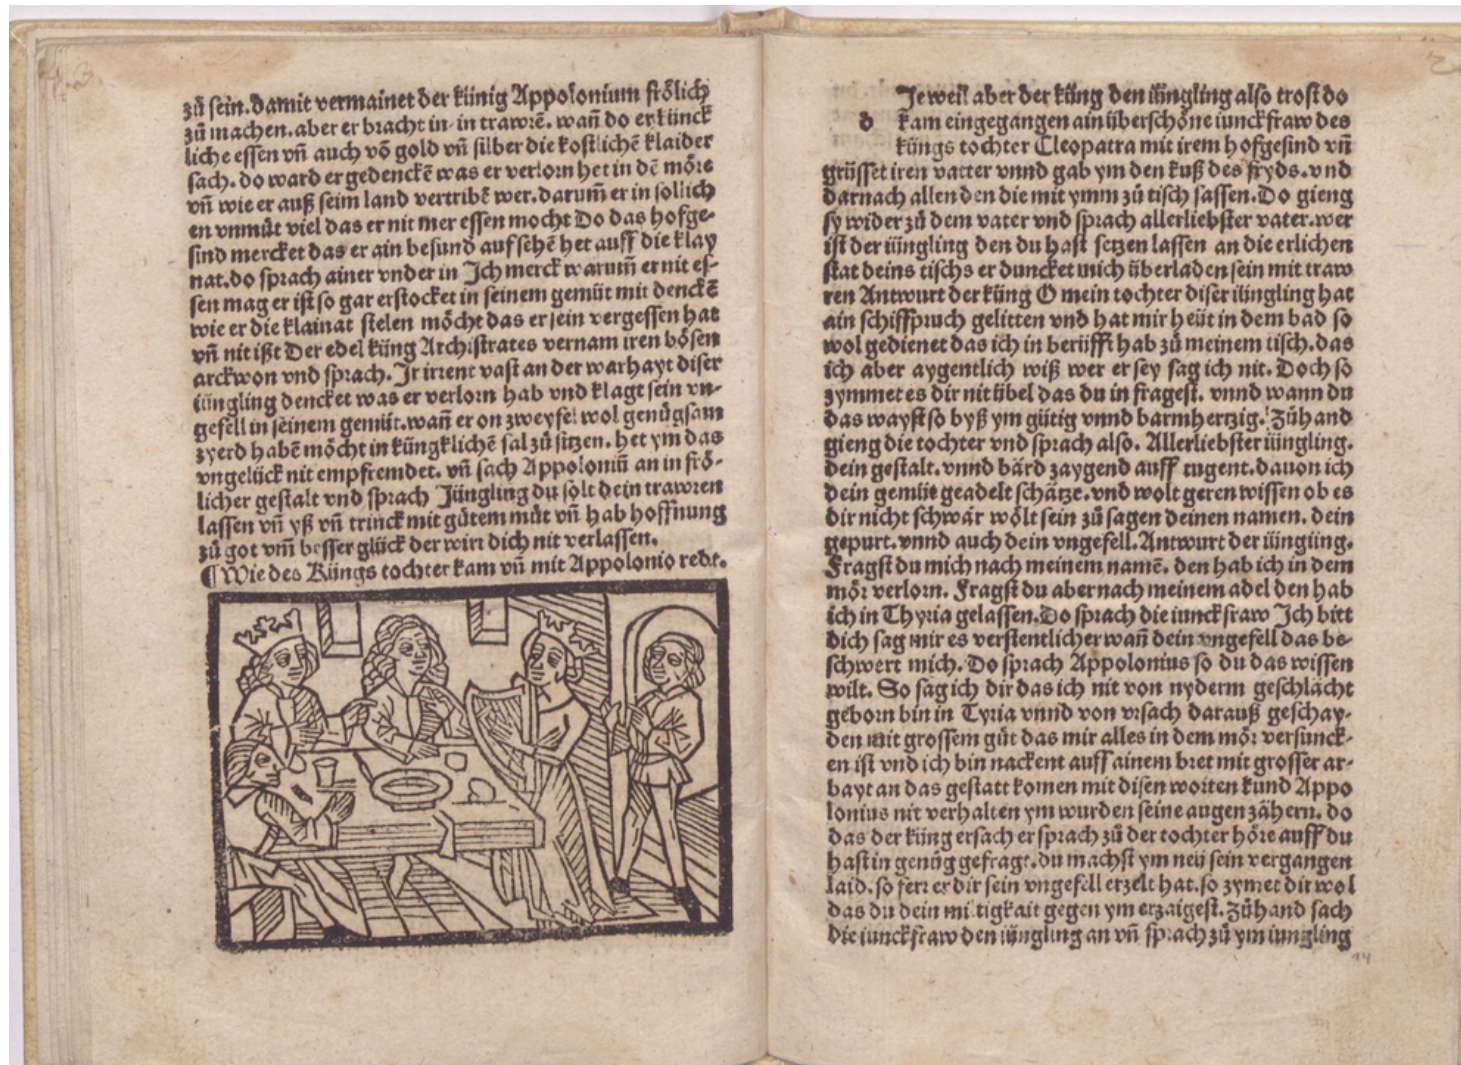 zů sein. damit vermainet der künig Appolonium frölich
zů machen. aber er bracht in in trawrē. wañ do er künck
liche essen vñ auch vō gold vñ silber die kostlichē klaider
sach. do ward er gedenckē was er verlorn het in dē möre
vñ wie er auß seim land vertribē wer. darum̄ er in sollich
en vnmůt viel das er nit mer essen mocht Do das hofge-
sind mercket das er ain besund aufsehē het auff die klay
nat. do sprach ainer vnder in Ich merck warum̄ er nit es-
sen mag er ist so gar erstocket in seinem gemüt mit denckē
wie er die klainat stelen möcht das er sein vergessen hat
vñ nit ißt Der edel küng Archistrates vernam iren bösen
arckwon vnd sprach. Ir irrent vast an der warhayt diser
iüngling dencket was er verlorn hab vnd klagt sein vn-
gefell in seinem gemüt. wañ er on zweyfel wol genůgsam
zyerd habē möcht in küngklichē sal zů sitzen. het ym das
vngelück nit empfremdet. vñ sach Appoloniū an in frö-
licher gestalt vnd sprach Jüngling du solt dein trawren
lassen vñ yß vñ trinck mit gůtem můt vñ hab hoffnung
zů got vm̄ besser glück der wirt dich nit verlassen.
¶ Wie des Küngs tochter kam vñ mit Appolonio redt.
Jeweil aber der küng den iüngling also trost do
d kam eingegangen ain überschöne iunckfraw des
küngs tochter Cleopatra mit irem hofgesind vñ
grüsset iren vatter vnnd gab ym den kuß des fryds. vnd
darnach allen den die mit ymm zů tisch sassen. Do gieng
sy wider zů dem vater vnd sprach allerliebster vater. wer
ist der iüngling den du hast setzen lassen an die erlichen
stat deins tischs er duncket mich überladen sein mit traw
ren Antwurt der küng O mein tochter diser iüngling hat
ain schiffpruch gelitten vnd hat mir heüt in dem bad so
wol gedienet das ich in berüfft hab zů meinem tisch. das
ich aber aygentlich wiß wer er sey sag ich nit. Doch so
zymmet es dir nit übel das du in fragest. vnnd wann du
das wayst so byß ym gütig vnnd barmhertzig. Zůhand
gieng die tochter vnd sprach also. Allerliebster iüngling.
dein gestalt. vnnd bärd zaygend auff tugent. dauon ich
dein gemüte geadelt schätze. vnd wolt geren wissen ob es
dir nicht schwär wölt sein zů sagen deinen namen. dein
gepurt. vnnd auch dein vngefell. Antwurt der iüngling.
Fragst du mich nach meinem namē. den hab ich in dem
mör verlorn. Fragst du aber nach meinem adel den hab
ich in Thyria gelassen. Do sprach die iunckfraw Ich bitt
dich sag mir es verstentlicher wañ dein vngefell das be-
schwert mich. Do sprach Appolonius so du das wissen
wilt. So sag ich dir das ich nit von nyderm geschlächt
geborn bin in Tyria vnnd von vrsach darauß geschay-
den mit grossem gůt das mir alles in dem mör versunck-
en ist vnd ich bin nackent auff ainem bret mit grosser ar-
bayt an das gestatt komen mit disen worten kund Appo
lonius nit verhalten ym wurden seine augen zähern. do
das der küng ersach er sprach zů der tochter höre auff du
hast in genůg gefragt. du machst ym neü sein vergangen
laid. so ferr er dir sein vngefell erzelt hat. so zymet dir wol
das du dein miltigkait gegen ym erzaigest. Zůhand sach
die iunckfraw den iüngling an vñ sprach zů ym iungling
14